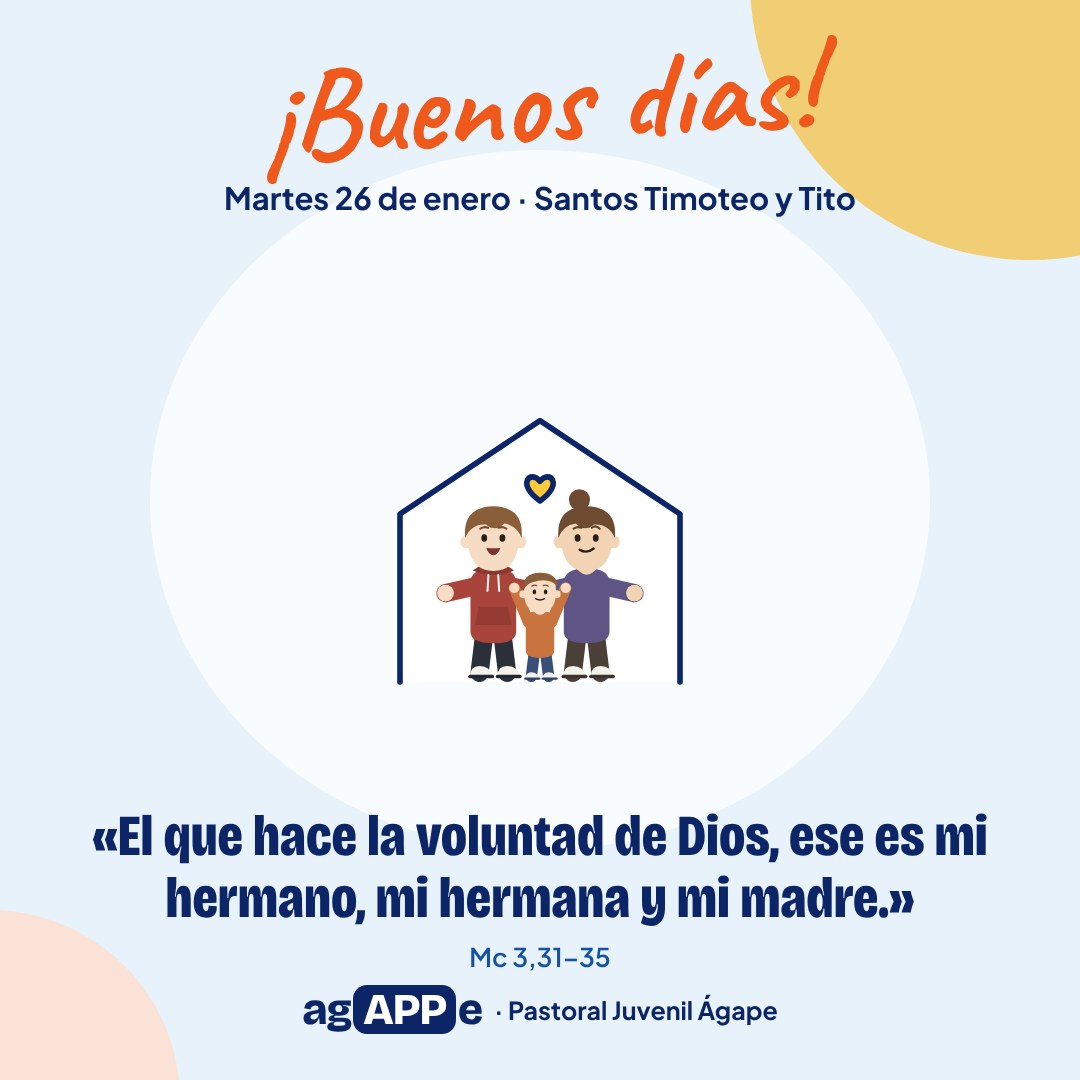 ¡Buenos días!
Martes 26 de enero · Santos Timoteo y Tito
«El que hace la voluntad de Dios, ese es mi
hermano, mi hermana y mi madre.»
Mc 3,31–35
agAPPe · Pastoral Juvenil Ágape